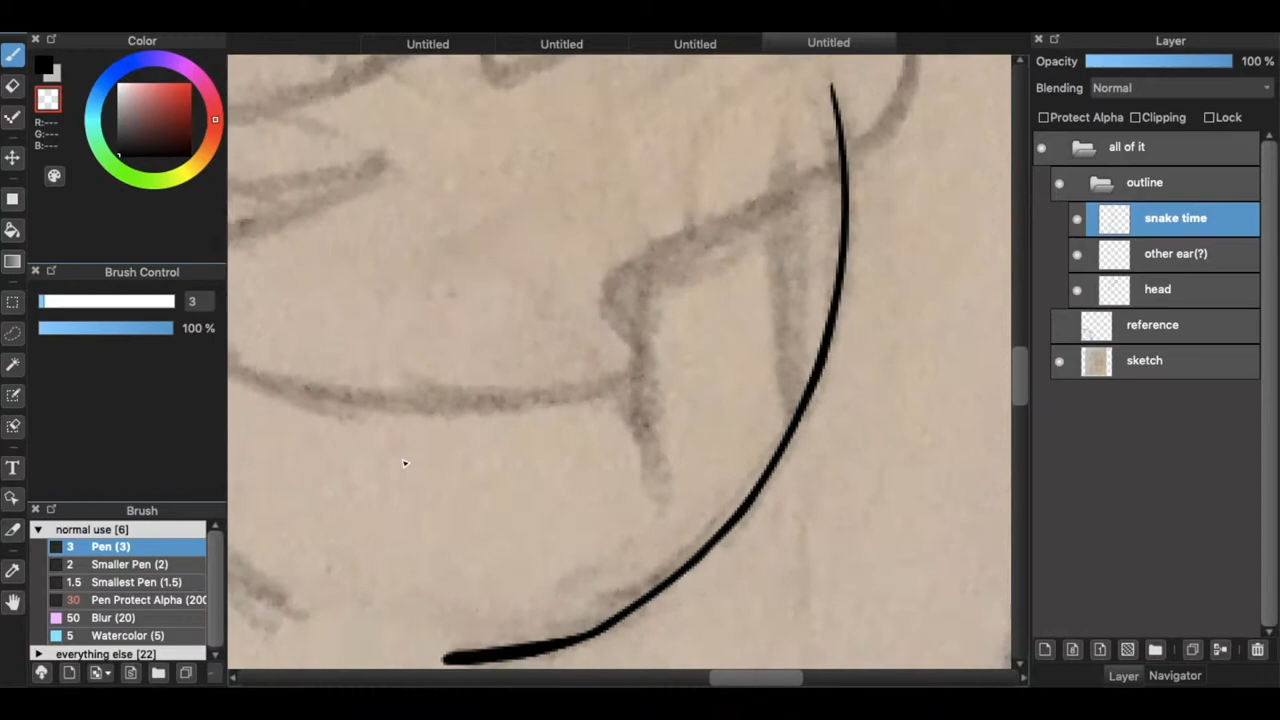 Color
Untitled
Untitled
Untitled
Untitled
Layer
Opacity 100 %
Blending Normal
Protect Alpha Clipping Lock
all of it
outline
snake time
other ear(?)
head
reference
sketch
R:---
G:---
B:---
Brush Control
3
100 %
Brush
normal use [6]
3 Pen (3)
2 Smaller Pen (2)
1.5 Smallest Pen (1.5)
30 Pen Protect Alpha (200
50 Blur (20)
5 Watercolor (5)
everything else [22]
T
Layer Navigator